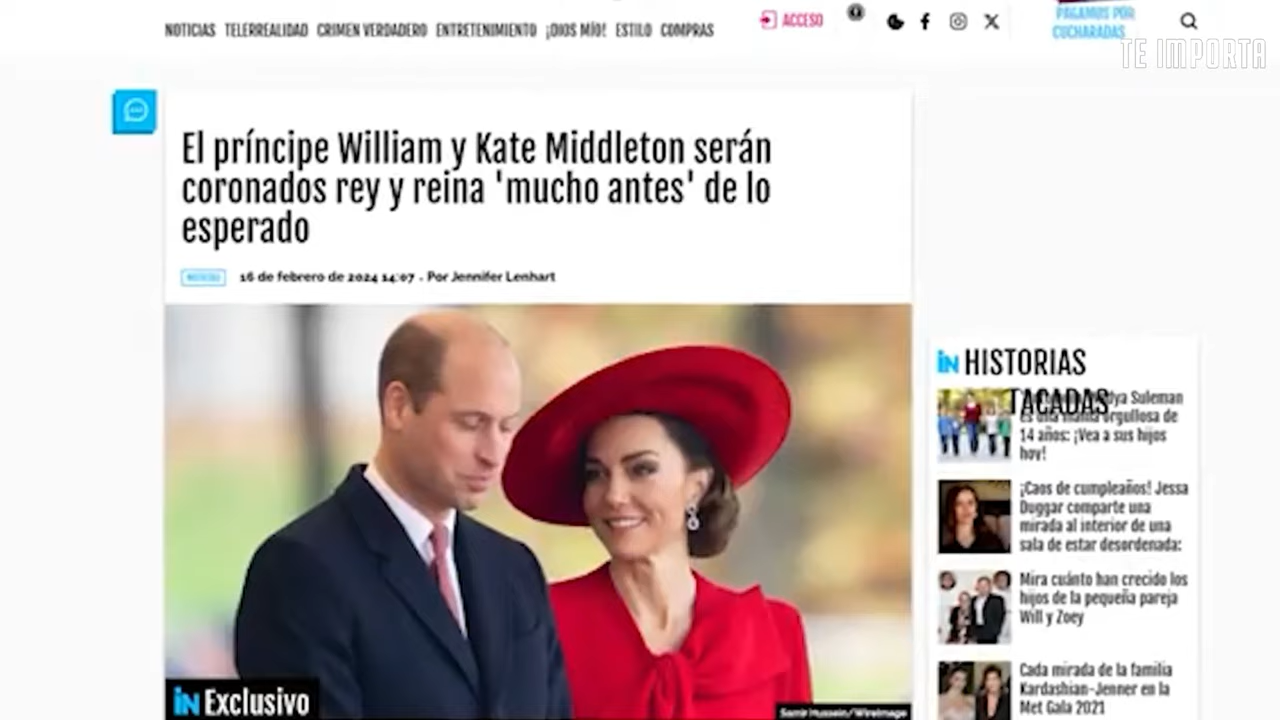 NOTICIAS TELERREALIDAD CRIMEN VERDADERO ENTRETENIMIENTO ¡DIOS MÍO! ESTILO COMPRAS
ACCESO
PAGAMOS POR
CUCHARADAS
TE IMPORTA
El príncipe William y Kate Middleton serán
coronados rey y reina 'mucho antes' de lo
esperado
NOTICIAS
16 de febrero de 2024 14:07 - Por Jennifer Lenhart
iN Exclusivo
Samir Hussein/WireImage
iN HISTORIAS
TACADAS
dya Suleman
es una mamá orgullosa de
14 años: ¡Vea a sus hijos
hoy!
¡Caos de cumpleaños! Jessa
Duggar comparte una
mirada al interior de una
sala de estar desordenada:
Mira cuánto han crecido los
hijos de la pequeña pareja
Will y Zoey
Cada mirada de la familia
Kardashian-Jenner en la
Met Gala 2021